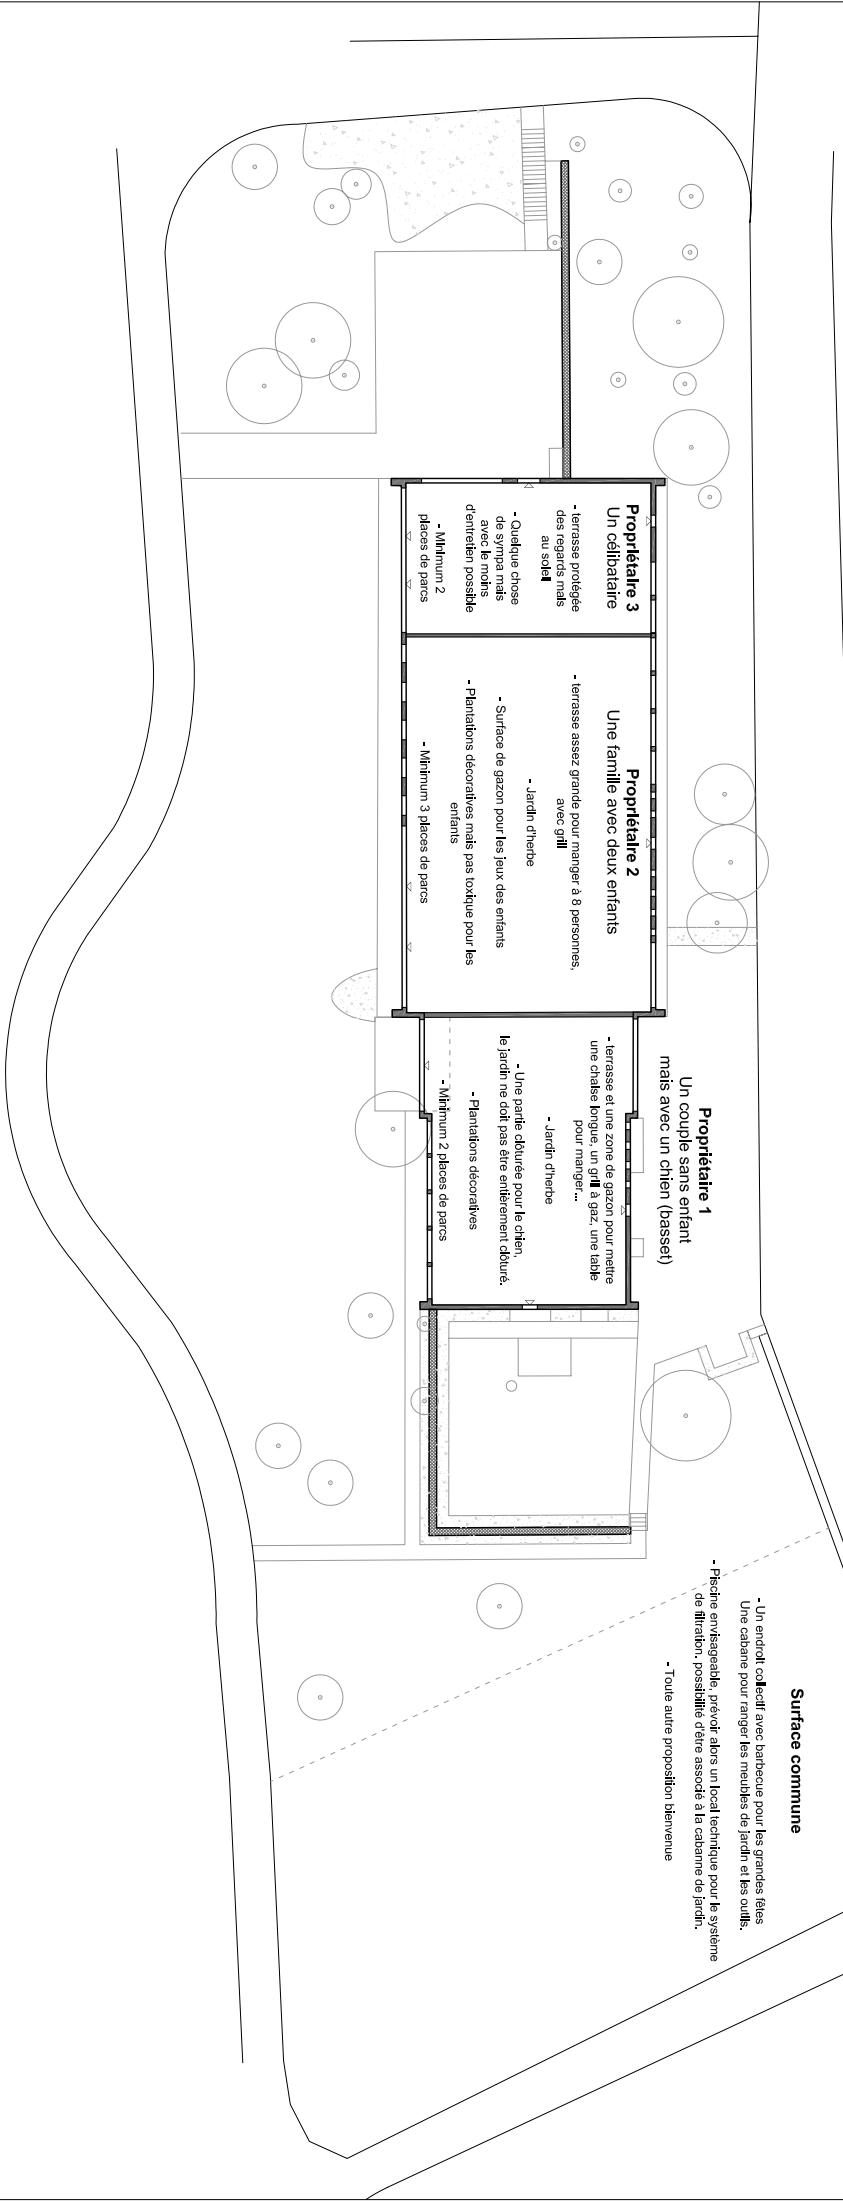 Propriétaire 3
Un célibataire
- terrasse protégée
des regards mais
au soleil
- Quelque chose
de sympa mais
avec le moins
d'entretien possible
- Minimum 2
places de parcs
Propriétaire 2
Une famille avec deux enfants
- terrasse assez grande pour manger à 8 personnes,
avec grill
- Jardin d'herbe
- Surface de gazon pour les jeux des enfants
- Plantations décoratives mais pas toxique pour les
enfants
- Minimum 3 places de parcs
Propriétaire 1
Un couple sans enfant
mais avec un chien (basset)
- terrasse et une zone de gazon pour mettre
une chaise longue, un grill à gaz, une table
pour manger...
- Jardin d'herbe
- Une partie clôturée pour le chien,
le jardin ne doit pas être entièrement clôturé.
- Plantations décoratives
- Minimum 2 places de parcs
Surface commune
- Un endroit collectif avec barbecue pour les grandes fêtes
Une cabane pour ranger les meubles de jardin et les outils.
- Piscine envisageable, prévoir alors un local technique pour le système
de filtration. possibilité d'être associé à la cabanne de jardin.
- Toute autre proposition bienvenue